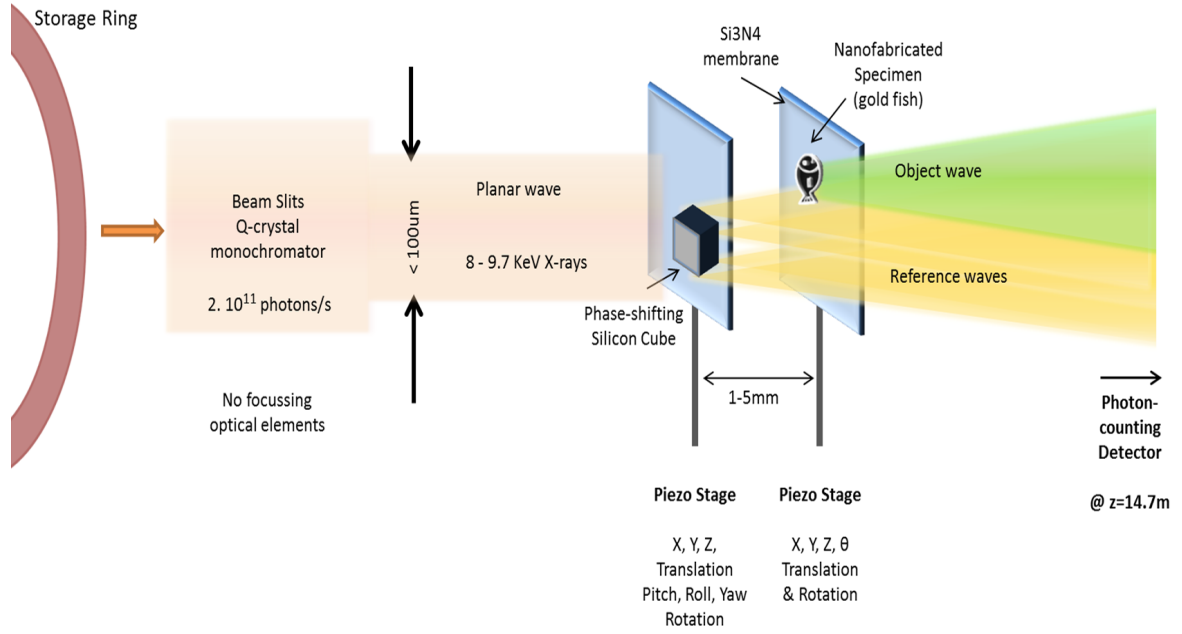 Storage Ring
Beam Slits
Q-crystal
monochromator
2. 10¹¹ photons/s
No focussing
optical elements
< 100um
Planar wave
8 - 9.7 KeV X-rays
Si3N4
membrane
Nanofabricated
Specimen
(gold fish)
Phase-shifting
Silicon Cube
Object wave
Reference waves
1-5mm
Photon-
counting
Detector
@ z=14.7m
Piezo Stage
X, Y, Z,
Translation
Pitch, Roll, Yaw
Rotation
Piezo Stage
X, Y, Z, θ
Translation
& Rotation